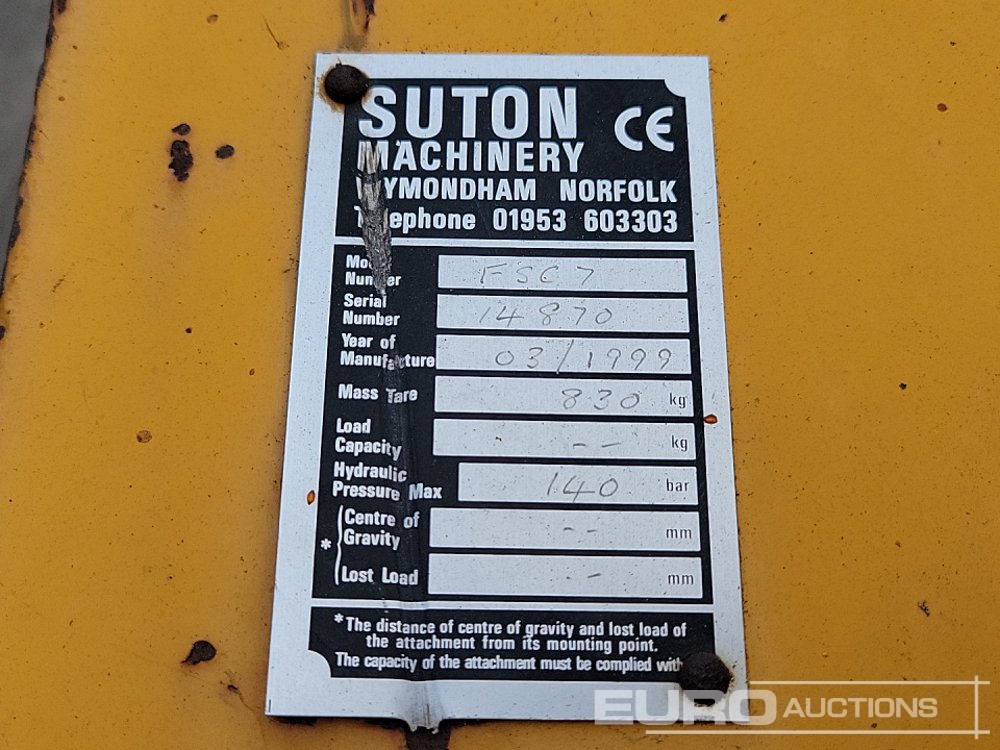 SUTON
CE
MACHINERY
WYMONDHAM NORFOLK
Telephone 01953 603303
Model
Number
FSC7
Serial
Number
14870
Year of
Manufacture
03/1999
Mass Tare
830 kg
Load
Capacity
-- kg
Hydraulic
Pressure Max
140 bar
* Centre of
Gravity
-- mm
Lost Load
-- mm
*The distance of centre of gravity and lost load of
the attachment from its mounting point.
The capacity of the attachment must be complied with
EURO AUCTIONS